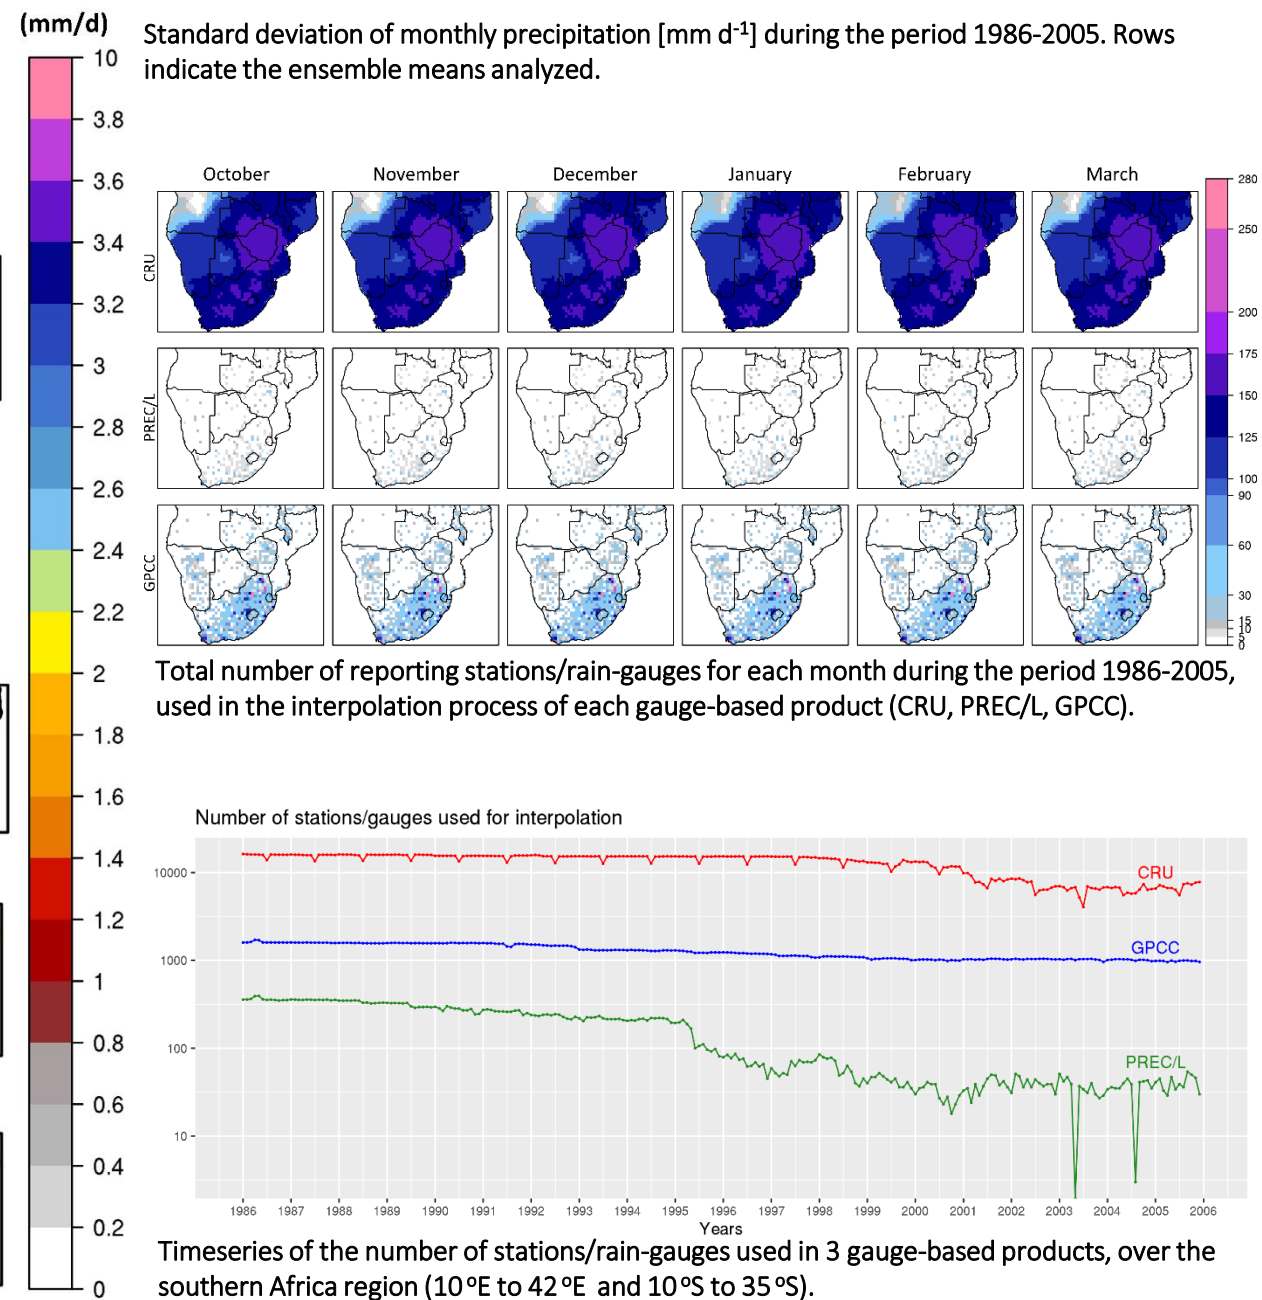 (mm/d)
10
3.8
3.6
3.4
3.2
3
2.8
2.6
2.4
2.2
2
1.8
1.6
1.4
1.2
1
0.8
0.6
0.4
0.2
0
Standard deviation of monthly precipitation [mm d-1] during the period 1986-2005. Rows
indicate the ensemble means analyzed.
October November December January February March
CRU
PREC/L
GPCC
280
250
200
175
150
125
100
90
60
30
15
10
5
0
Total number of reporting stations/rain-gauges for each month during the period 1986-2005,
used in the interpolation process of each gauge-based product (CRU, PREC/L, GPCC).
Number of stations/gauges used for interpolation
10000
1000
100
10
CRU
GPCC
PREC/L
1986 1987 1988 1989 1990 1991 1992 1993 1994 1995 1996 1997 1998 1999 2000 2001 2002 2003 2004 2005 2006
Years
Timeseries of the number of stations/rain-gauges used in 3 gauge-based products, over the
southern Africa region (10 ºE to 42 ºE and 10 ºS to 35 ºS).